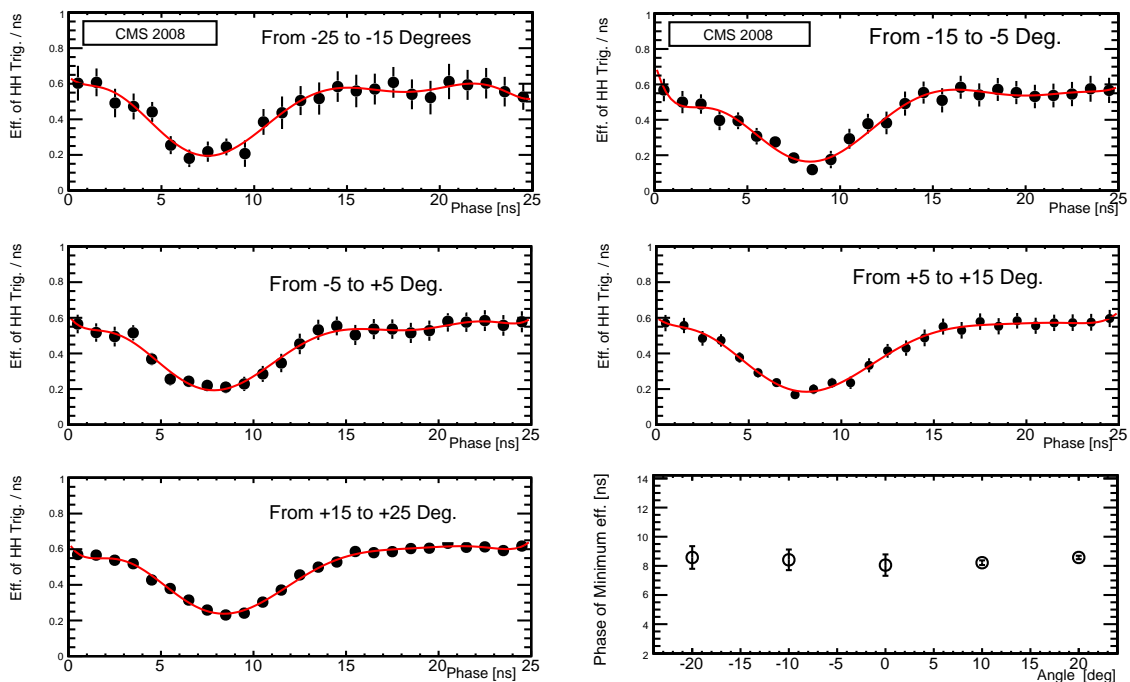 CMS 2008
From -25 to -15 Degrees
Eff. of HH Trig. / ns
1
0.8
0.6
0.4
0.2
0
0 5 10 15 20 25
Phase [ns]
CMS 2008
From -15 to -5 Deg.
Eff. of HH Trig. / ns
1
0.8
0.6
0.4
0.2
0
0 5 10 15 20 25
Phase [ns]
From -5 to +5 Deg.
Eff. of HH Trig. / ns
1
0.8
0.6
0.4
0.2
0
0 5 10 15 20 25
Phase [ns]
From +5 to +15 Deg.
Eff. of HH Trig. / ns
1
0.8
0.6
0.4
0.2
0
0 5 10 15 20 25
Phase [ns]
From +15 to +25 Deg.
Eff. of HH Trig. / ns
1
0.8
0.6
0.4
0.2
0
0 5 10 15 20 25
Phase [ns]
Phase of Minimum eff. [ns]
14
12
10
8
6
4
2
-20 -15 -10 -5 0 5 10 15 20
Angle [deg]